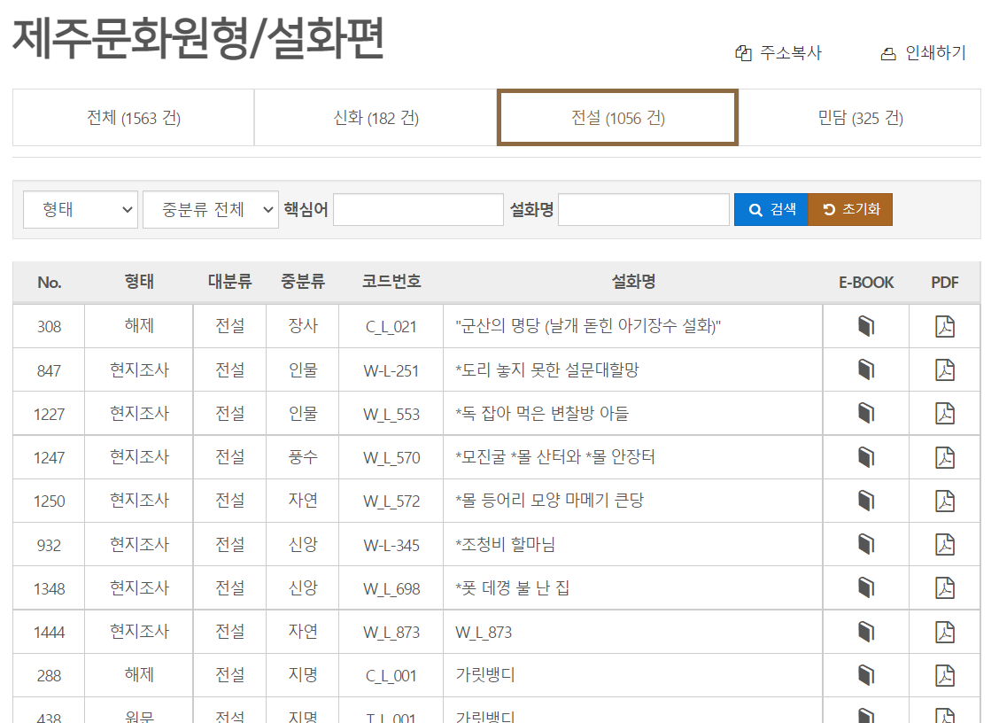 제주문화원형/설화편
주소복사 인쇄하기
전체 (1563 건) 신화 (182 건) 전설 (1056 건) 민담 (325 건)
형태 중분류 전체 핵심어 설화명 검색 초기화
No. 형태 대분류 중분류 코드번호 설화명 E-BOOK PDF
308 해제 전설 장사 C_L_021 "군산의 명당 (날개 돋힌 아기장수 설화)"
847 현지조사 전설 인물 W-L-251 *도리 놓지 못한 설문대할망
1227 현지조사 전설 인물 W_L_553 *독 잡아 먹은 변찰방 아들
1247 현지조사 전설 풍수 W_L_570 *모진굴 *몰 산터와 *몰 안장터
1250 현지조사 전설 자연 W_L_572 *몰 등어리 모양 마메기 큰당
932 현지조사 전설 신앙 W-L-345 *조청비 할마님
1348 현지조사 전설 신앙 W_L_698 *폿 데껑 불 난 집
1444 현지조사 전설 자연 W_L_873 W_L_873
288 해제 전설 지명 C_L_001 가릿뱅디
438 원문 전설 지명 T_L_001 가릿뱅디